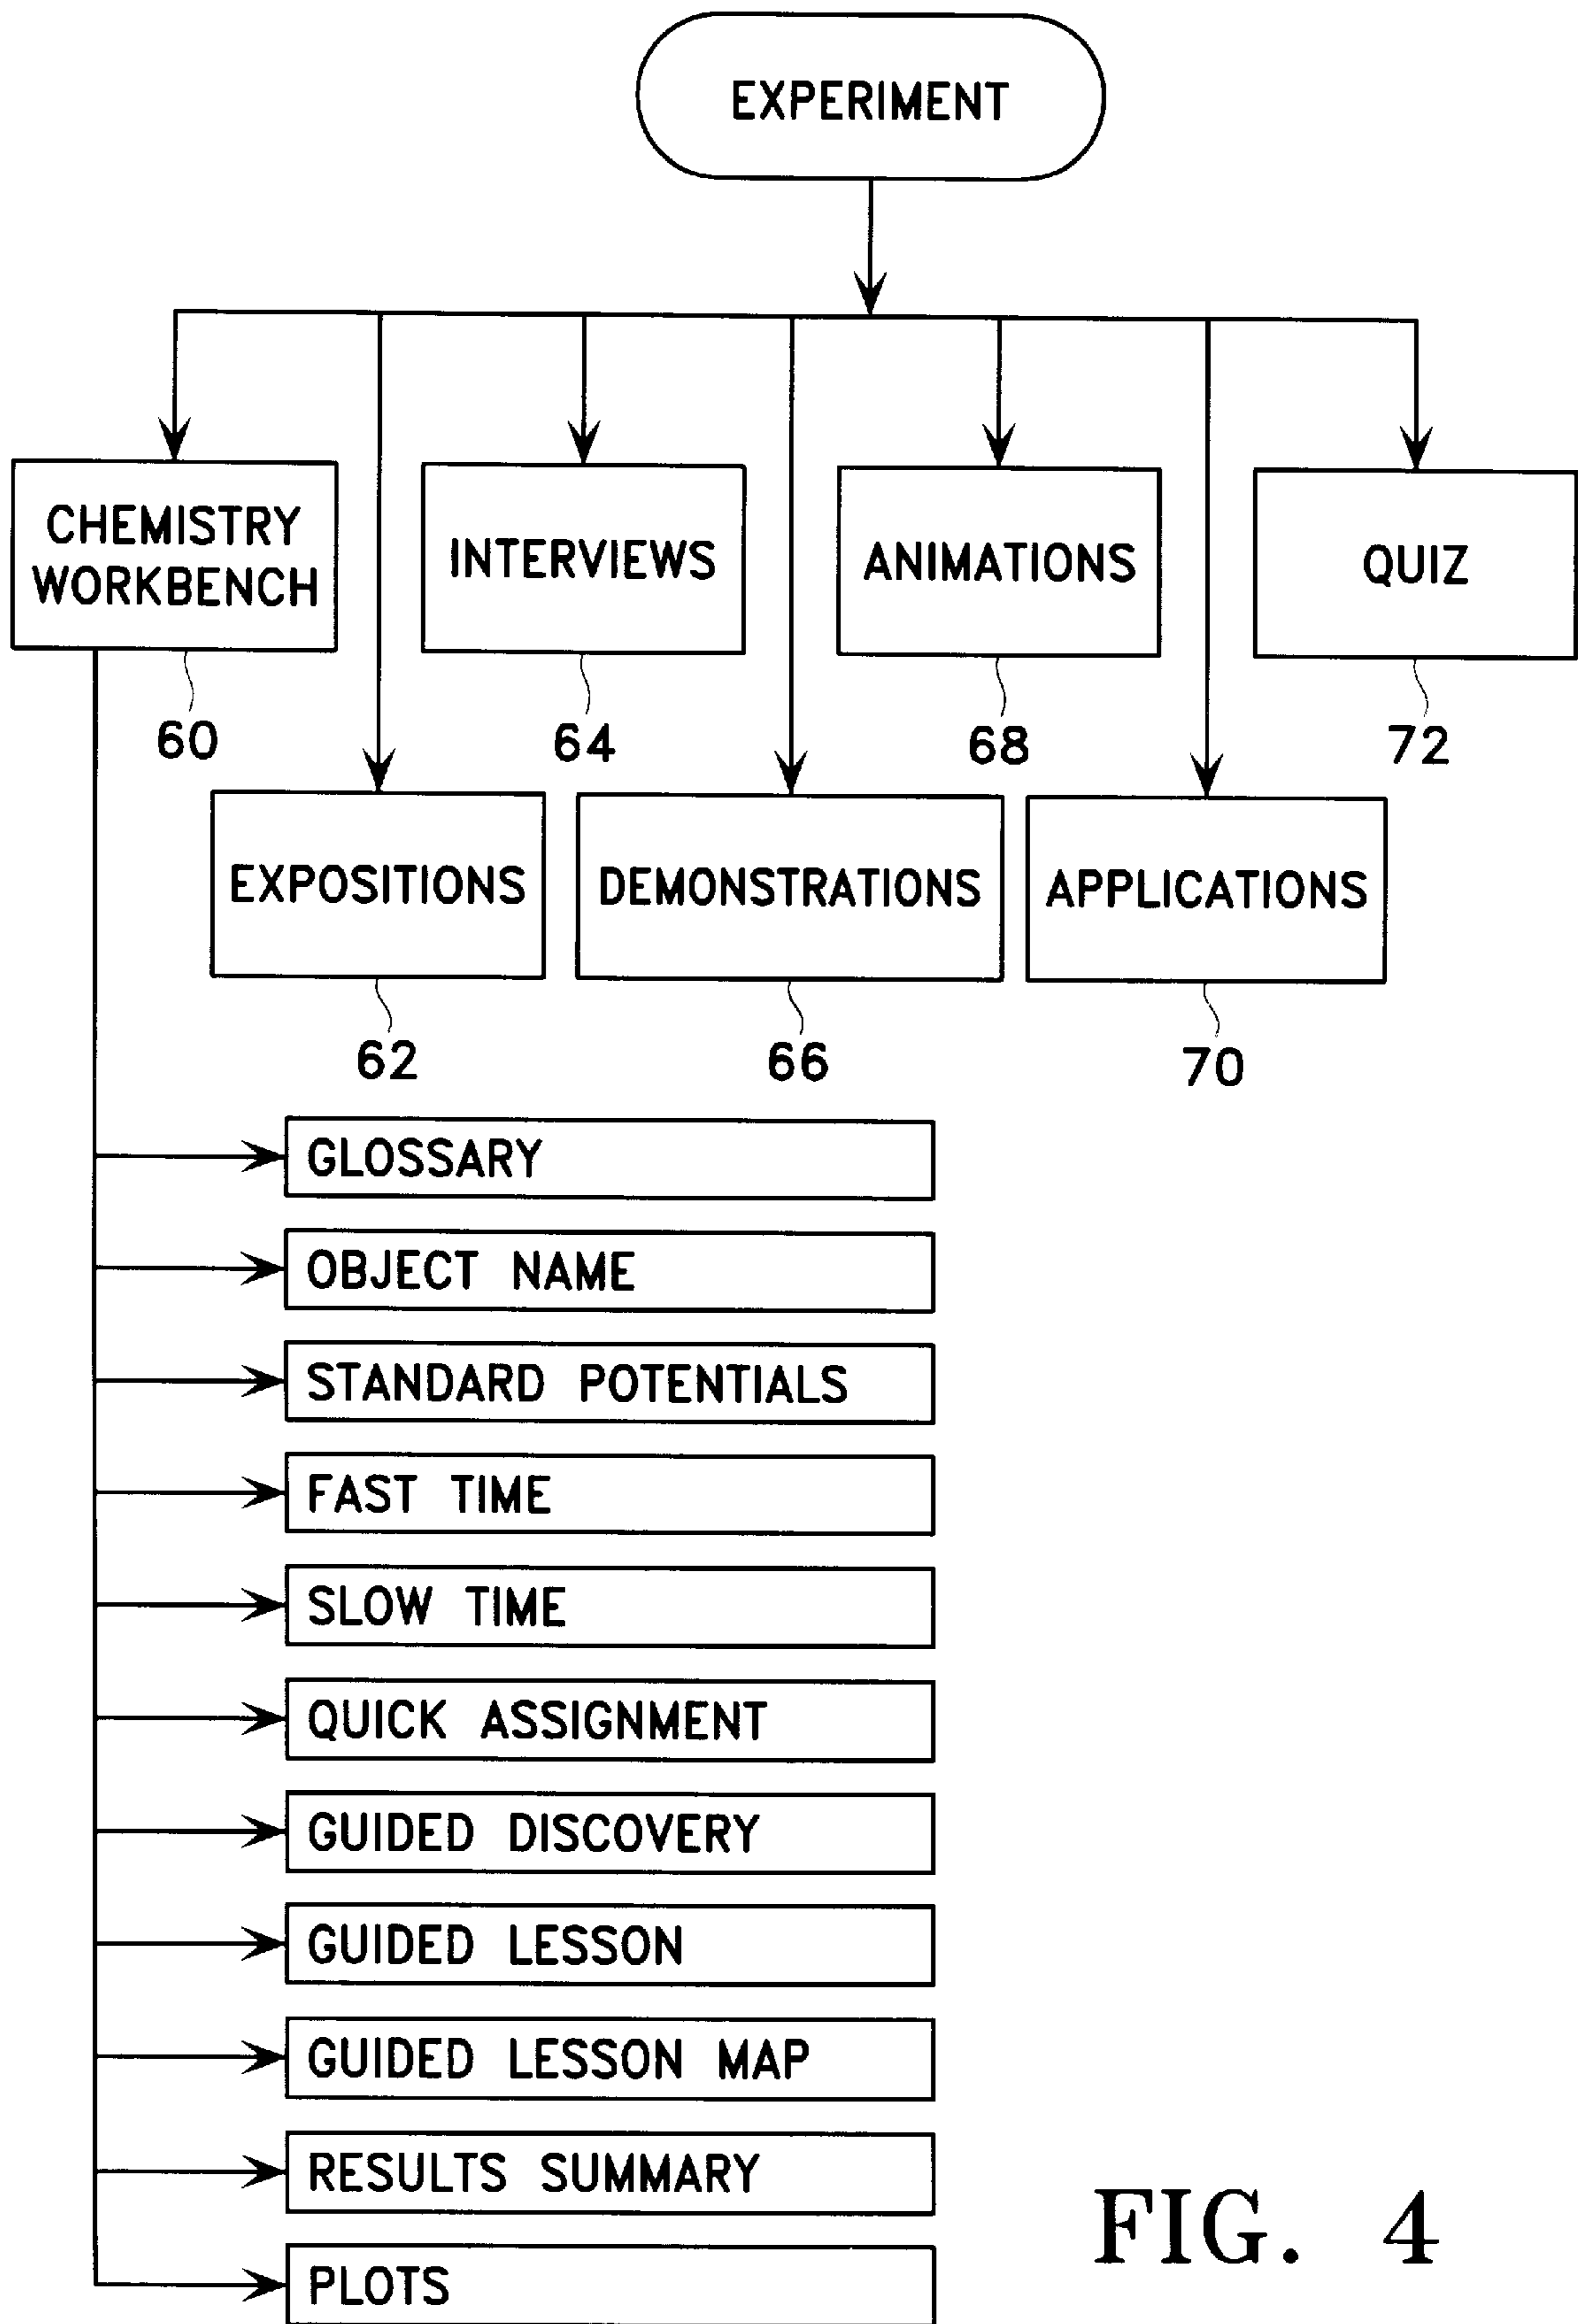 EXPERIMENT
CHEMISTRY
WORKBENCH
INTERVIEWS
ANIMATIONS
QUIZ
60
64
68
72
EXPOSITIONS
DEMONSTRATIONS
APPLICATIONS
62
66
70
GLOSSARY
OBJECT NAME
STANDARD POTENTIALS
FAST TIME
SLOW TIME
QUICK ASSIGNMENT
GUIDED DISCOVERY
GUIDED LESSON
GUIDED LESSON MAP
RESULTS SUMMARY
PLOTS
FIG. 4